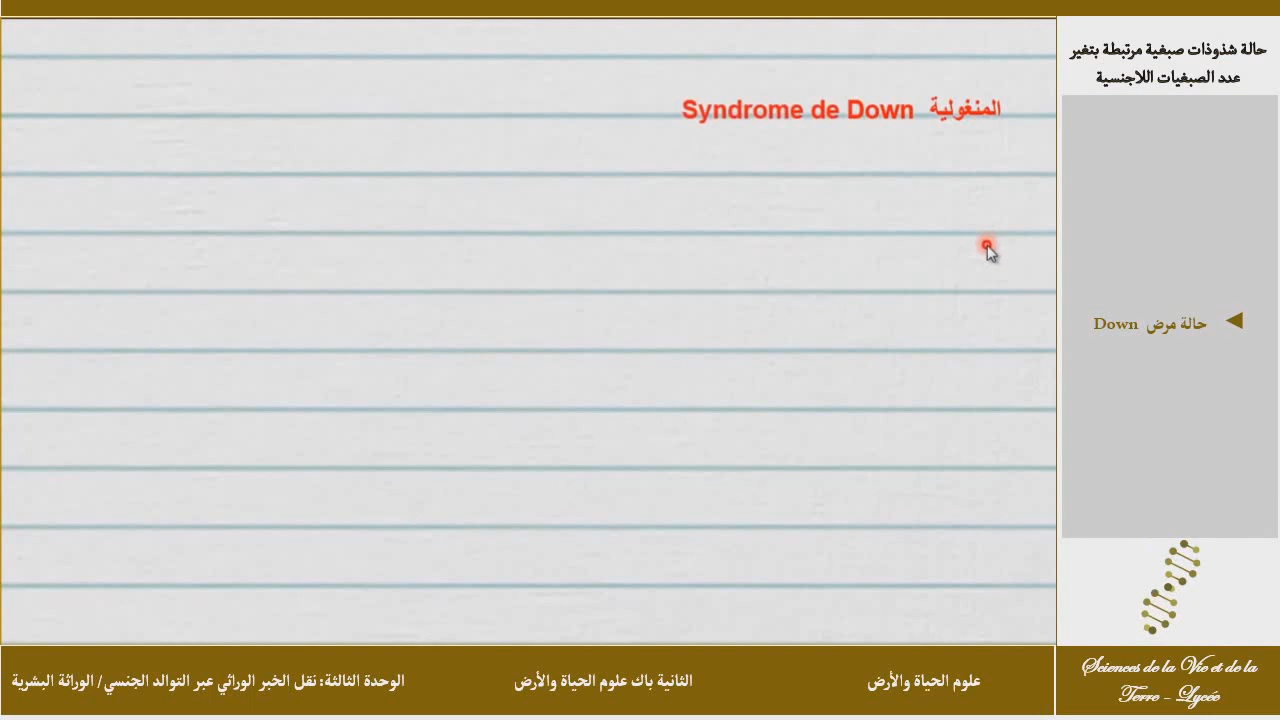 حالة شذوذات صبغية مرتبطة بتغير
عدد الصبغيات اللاجنسية
المنغولية Syndrome de Down
حالة مرض Down
علوم الحياة والأرض
الثانية باك علوم الحياة والأرض
الوحدة الثالثة: نقل الخبر الوراثي عبر التوالد الجنسي/ الوراثة البشرية
Sciences de la Vie et de la
Terre - Lycée